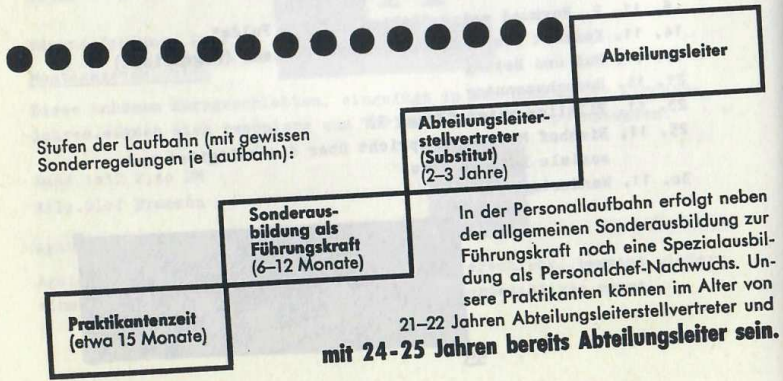 Abteilungsleiter
Stufen der Laufbahn (mit gewissen
Sonderregelungen je Laufbahn):
Abteilungsleiter-
stellvertreter
(Substitut)
(2–3 Jahre)
Sonderaus-
bildung als
Führungskraft
(6–12 Monate)
Praktikantenzeit
(etwa 15 Monate)
In der Personallaufbahn erfolgt neben
der allgemeinen Sonderausbildung zur
Führungskraft noch eine Spezialausbil-
dung als Personalchef-Nachwuchs. Un-
sere Praktikanten können im Alter von
21–22 Jahren Abteilungsleiterstellvertreter und
mit 24-25 Jahren bereits Abteilungsleiter sein.